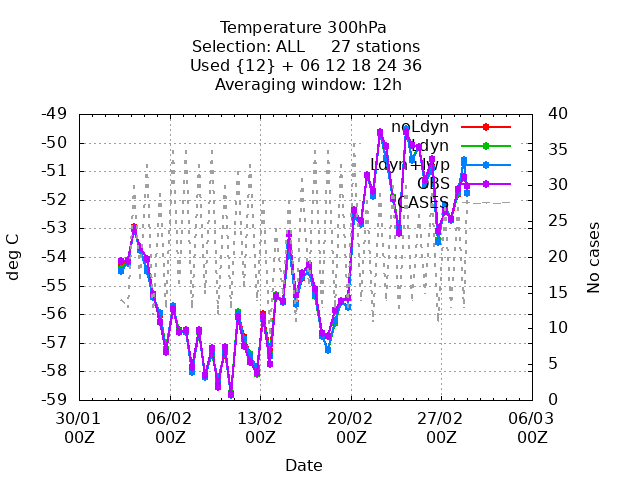 Temperature 300hPa
Selection: ALL 27 stations
Used {12} + 06 12 18 24 36
Averaging window: 12h
noLdyn
Ldyn
Ldyn+lwp
OBS
CASES
deg C
-49
-50
-51
-52
-53
-54
-55
-56
-57
-58
-59
No cases
40
35
30
25
20
15
10
5
0
30/01 06/02 13/02 20/02 27/02 06/03
00Z 00Z 00Z 00Z 00Z 00Z
Date